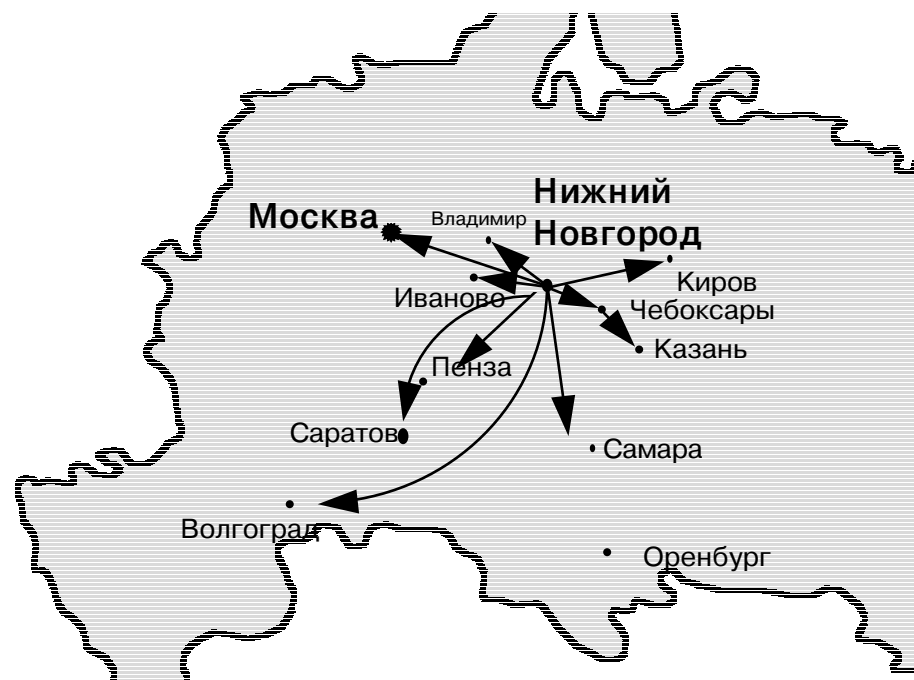 Нижний
Москва
Владимир
Новгород
Киров
Иваново
Чебоксары
Казань
Пенза
Саратов
Самара
Волгоград
Оренбург